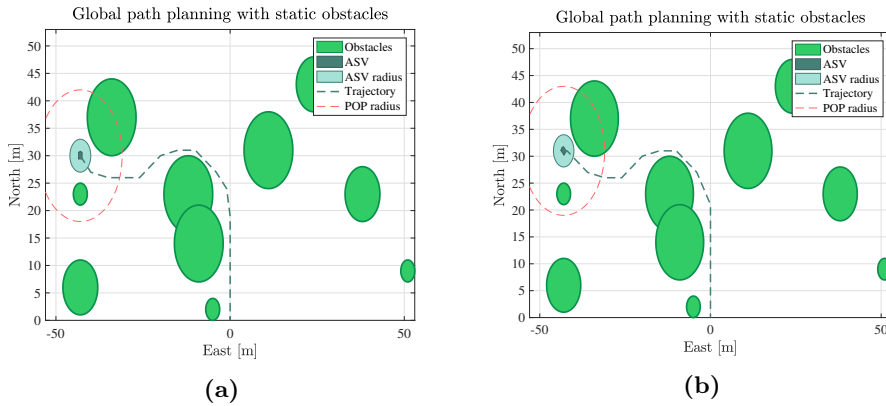 Global path planning with static obstacles
50
45
40
35
30
25
20
15
10
5
0
North [m]
-50
0
50
East [m]
Obstacles
ASV
ASV radius
Trajectory
POP radius
(a)
Global path planning with static obstacles
50
45
40
35
30
25
20
15
10
5
0
North [m]
-50
0
50
East [m]
Obstacles
ASV
ASV radius
Trajectory
POP radius
(b)